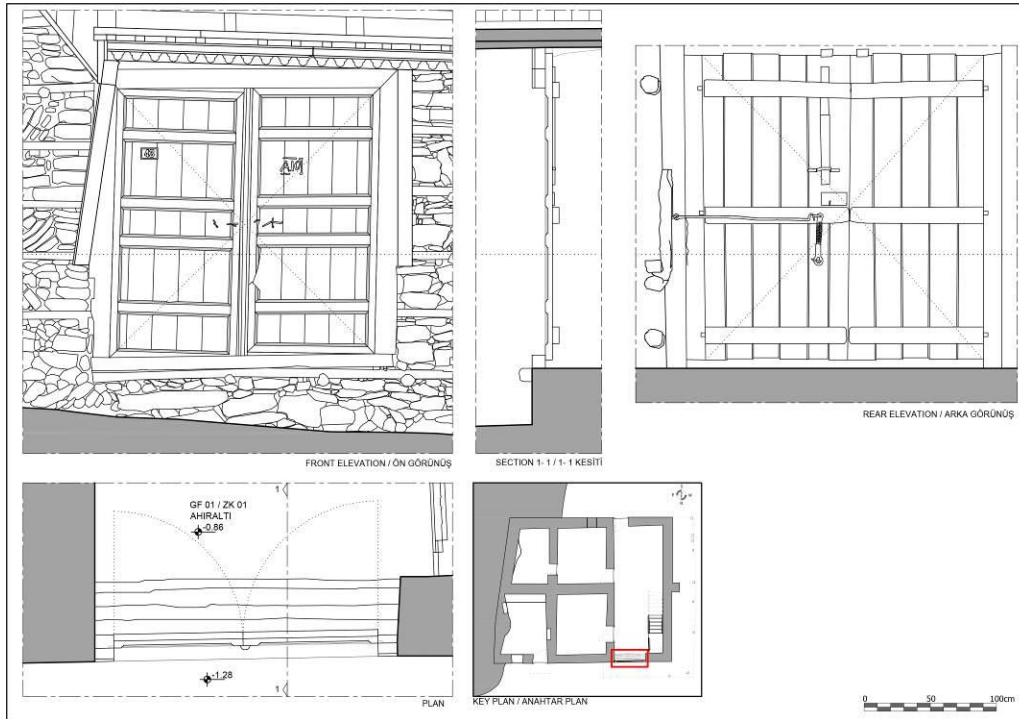 48
FRONT ELEVATION / ÖN GÖRÜNÜŞ
SECTION 1- 1 / 1- 1 KESİTİ
REAR ELEVATION / ARKA GÖRÜNÜŞ
1
GF 01 / ZK 01
AHIRALTI
-0.86
-1.28
1
PLAN
KEY PLAN / ANAHTAR PLAN
0 50 100cm